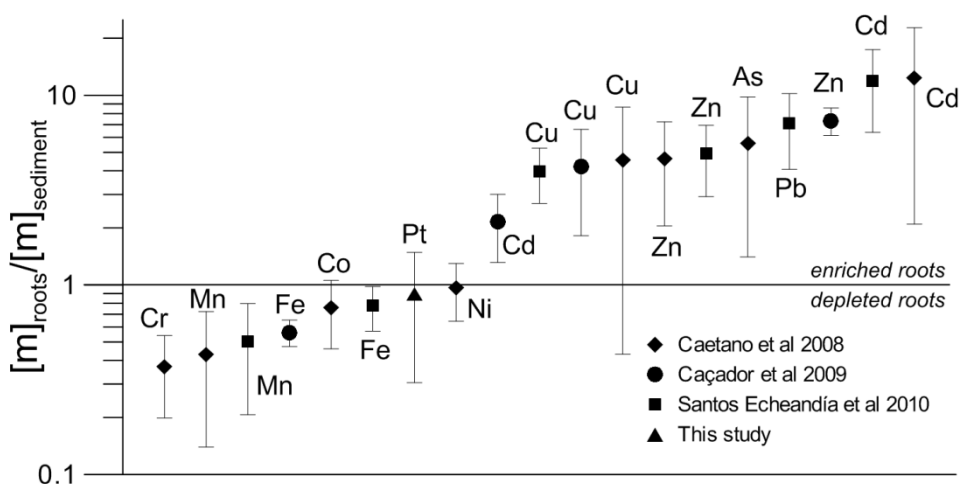 [m]roots/[m]sediment
10
1
0.1
Cr
Mn
Mn
Fe
Co
Fe
Pt
Ni
Cd
Cu
Cu
Cu
Zn
Zn
As
Pb
Zn
Cd
Cd
enriched roots
depleted roots
Caetano et al 2008
Caçador et al 2009
Santos Echeandía et al 2010
This study